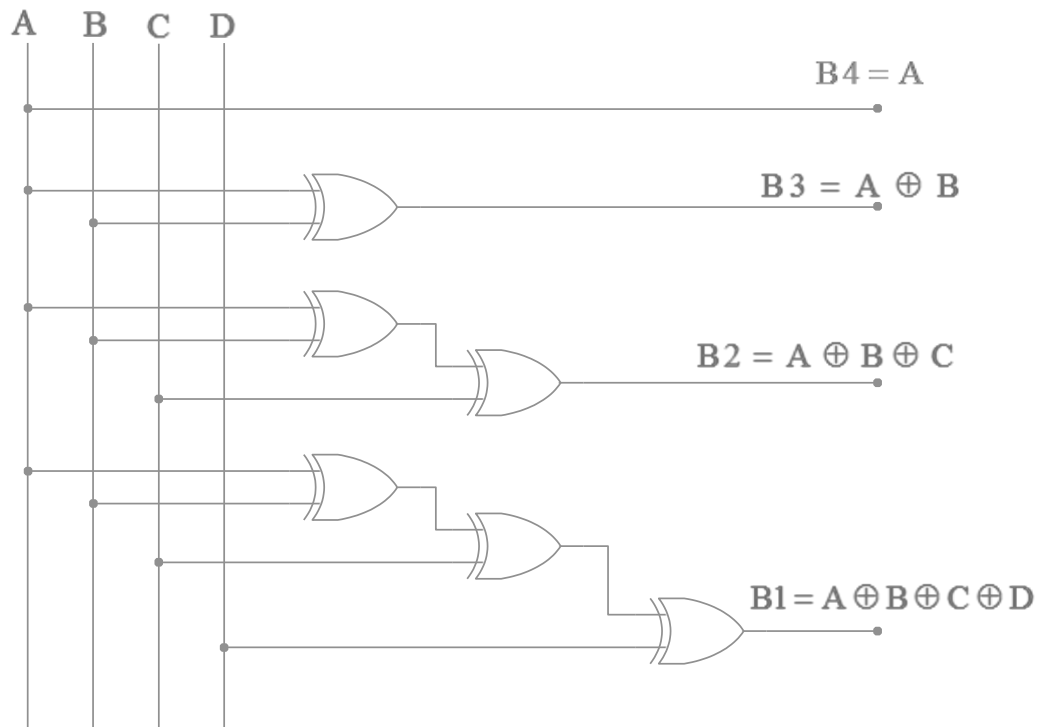 A B C D
B4 = A
B3 = A ⊕ B
B2 = A ⊕ B ⊕ C
B1 = A ⊕ B ⊕ C ⊕ D